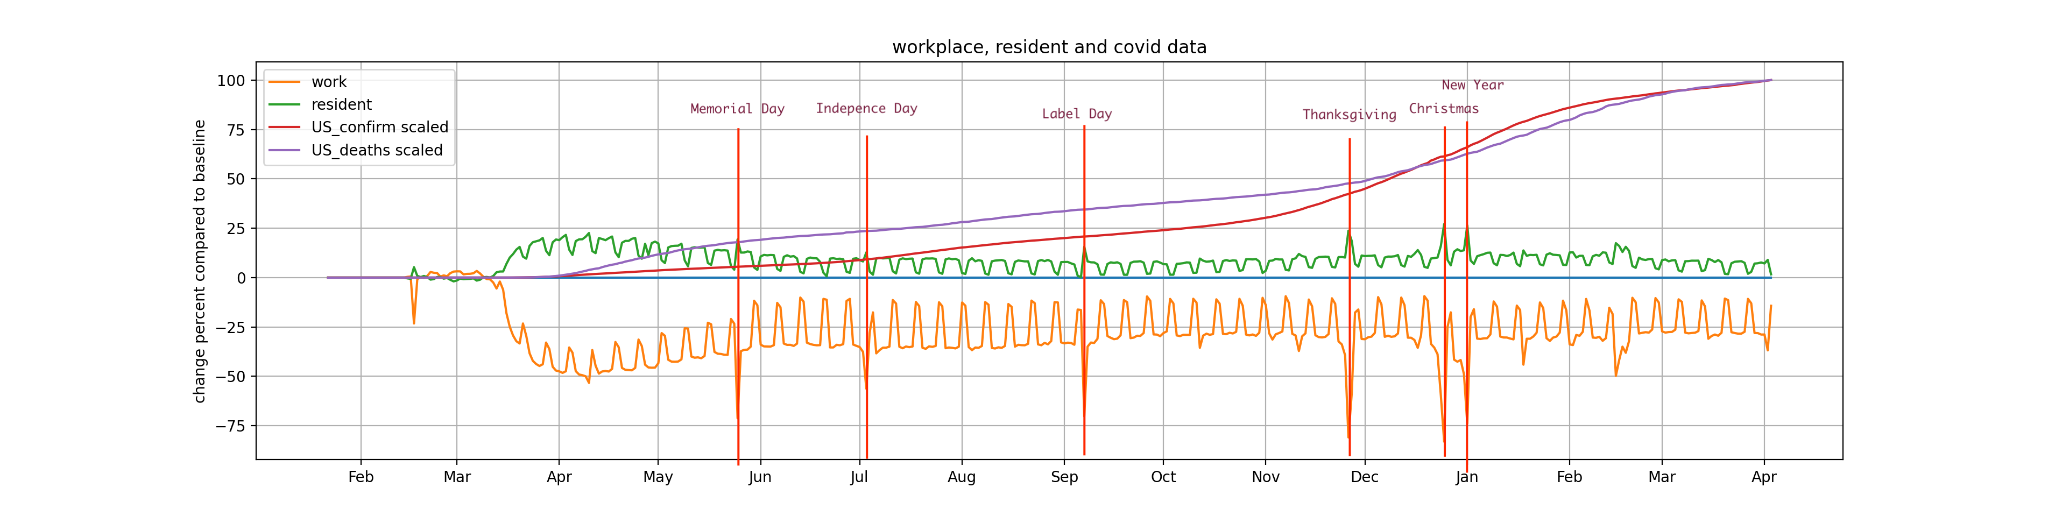 workplace, resident and covid data
work
resident
US_confirm scaled
US_deaths scaled
New Year
Memorial Day
Indepence Day
Label Day
Thanksgiving
Christmas
change percent compared to baseline
100
75
50
25
0
−25
−50
−75
Feb Mar Apr May Jun Jul Aug Sep Oct Nov Dec Jan Feb Mar Apr